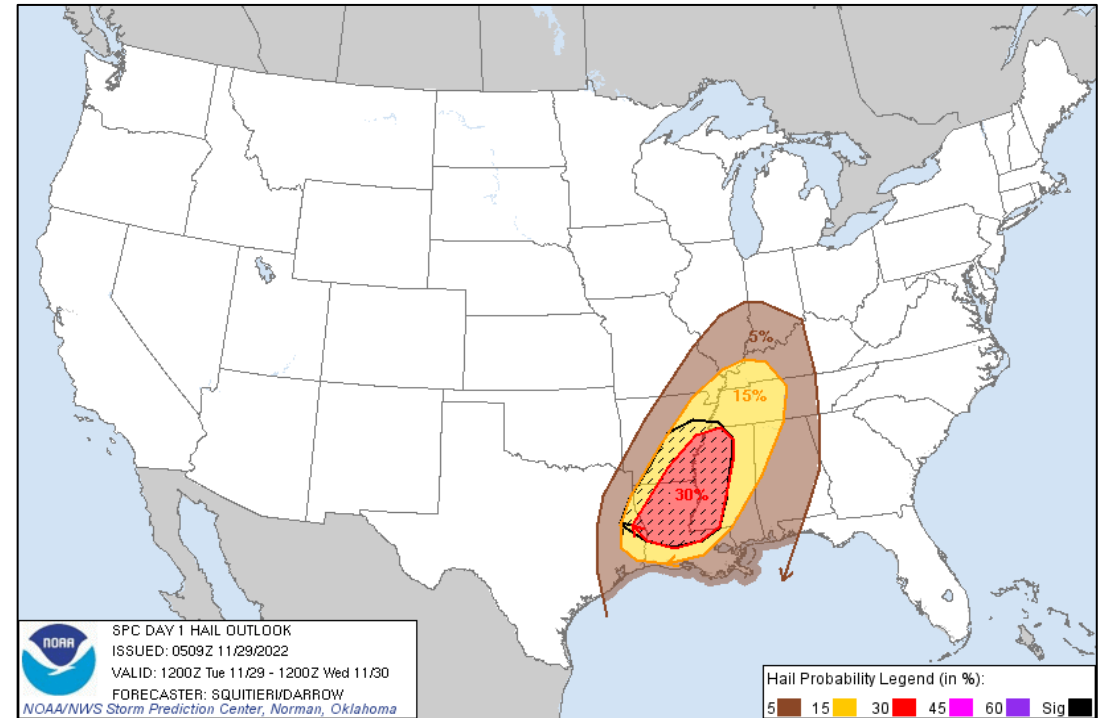 5%
15%
30%
NOAA
SPC DAY 1 HAIL OUTLOOK
ISSUED: 0509Z 11/29/2022
VALID: 1200Z Tue 11/29 - 1200Z Wed 11/30
FORECASTER: SQUITIERI/DARROW
NOAA/NWS Storm Prediction Center, Norman, Oklahoma
Hail Probability Legend (in %):
5 15 30 45 60 Sig